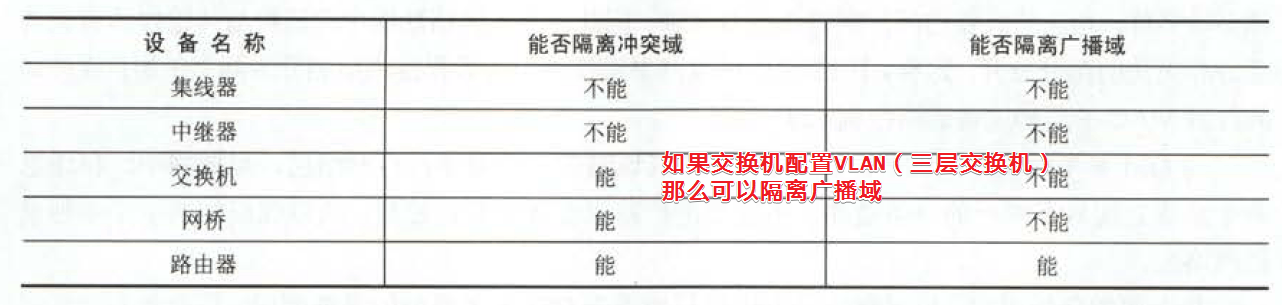 设备名称 能否隔离冲突域 能否隔离广播域
集线器 不能 不能
中继器 不能 不能
如果交换机配置VLAN（三层交换机）
那么可以隔离广播域
交换机 能 不能
网桥 能 不能
路由器 能 能